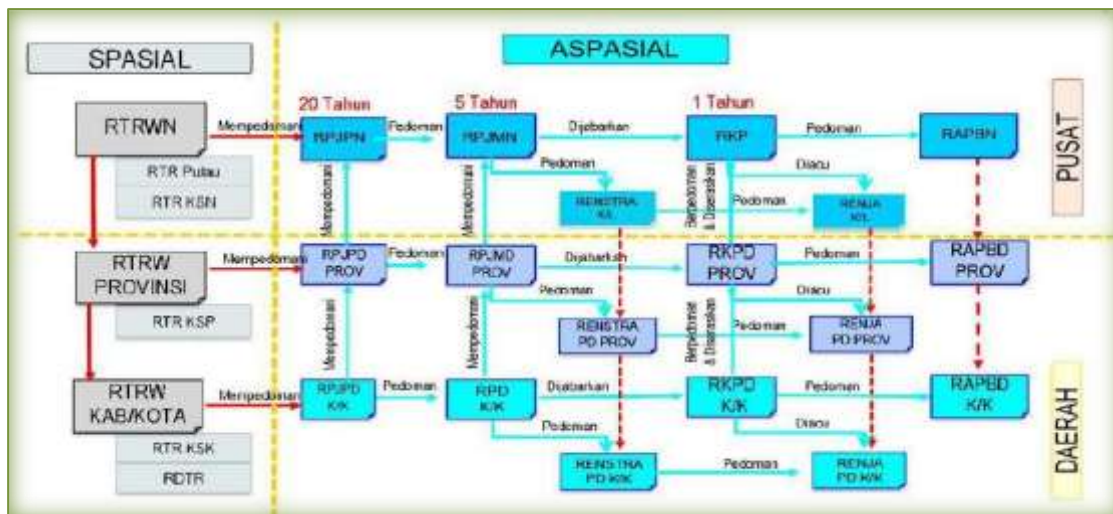 SPASIAL
ASPASIAL
20 Tahun
5 Tahun
1 Tahun
RTRWN
Mempedomani
RPJPN
Pedoman
RPJMN
Dijabarkan
RKP
Pedoman
RAPBN
PUSAT
RTR Pulau
RTR KSN
Mempedomani
Mempedomani
Pedoman
RENSTRA
K/L
Berpedoman
& Diserasikan
Pedoman
Diacu
RENJA
K/L
RTRW
PROVINSI
Mempedomani
RPJPD
PROV
Pedoman
RPJMD
PROV
Dijabarkan
RKPD
PROV
Pedoman
RAPBD
PROV
RTR KSP
Mempedomani
Mempedomani
Pedoman
RENSTRA
PD PROV
Pedoman
Berpedoman
& Diserasikan
Diacu
RENJA
PD PROV
RTRW
KAB/KOTA
Mempedomani
RPJPD
K/K
Pedoman
RPD
K/K
Dijabarkan
RKPD
K/K
Pedoman
RAPBD
K/K
DAERAH
RTR KSK
RDTR
Pedoman
RENSTRA
PD K/K
Pedoman
Diacu
RENJA
PD K/K